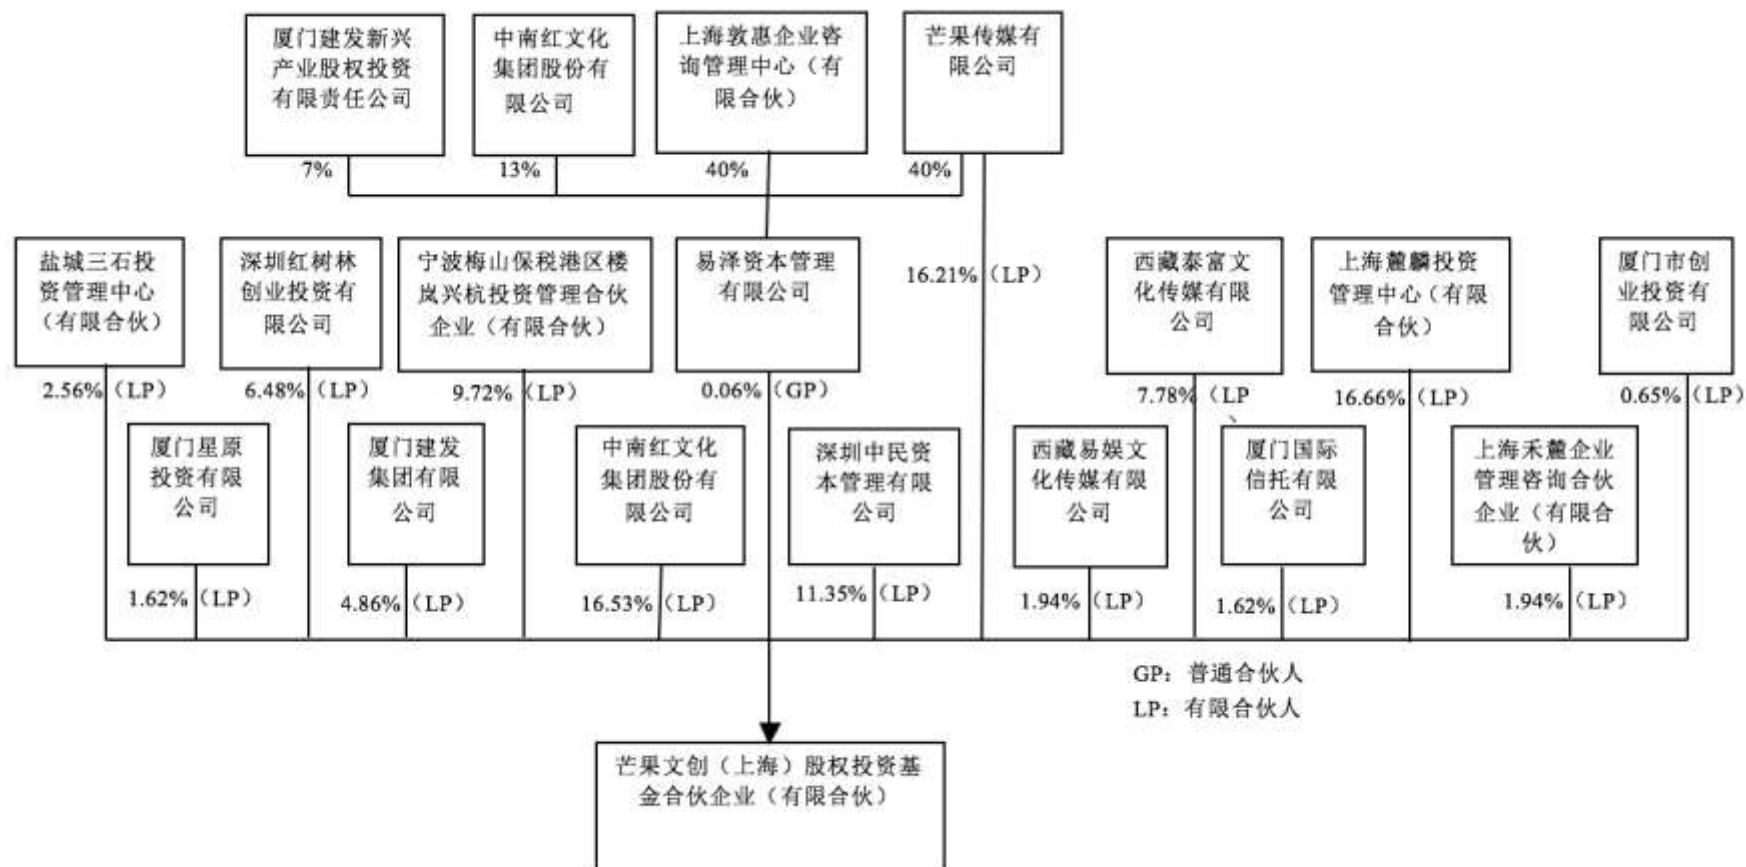 厦门建发新兴
产业股权投资
有限责任公司
中南红文化
集团股份有
限公司
上海敦惠企业咨
询管理中心（有
限合伙）
芒果传媒有
限公司
7%
13%
40%
40%
盐城三石投
资管理中心
（有限合伙）
深圳红树林
创业投资有
限公司
宁波梅山保税港区楼
岚兴杭投资管理合伙
企业（有限合伙）
易泽资本管理
有限公司
16.21%（LP）
西藏泰富文
化传媒有限
公司
上海麓麟投资
管理中心（有限
合伙）
厦门市创
业投资有
限公司
2.56%（LP）
6.48%（LP）
9.72%（LP）
0.06%（GP）
7.78%（LP
16.66%（LP）
0.65%（LP）
厦门星原
投资有限
公司
厦门建发
集团有限
公司
中南红文化
集团股份有
限公司
深圳中民资
本管理有限
公司
西藏易娱文
化传媒有限
公司
厦门国际
信托有限
公司
上海禾麓企业
管理咨询合伙
企业（有限合
伙）
1.62%（LP）
4.86%（LP）
16.53%（LP）
11.35%（LP）
1.94%（LP）
1.62%（LP）
1.94%（LP）
GP：普通合伙人
LP：有限合伙人
芒果文创（上海）股权投资基
金合伙企业（有限合伙）